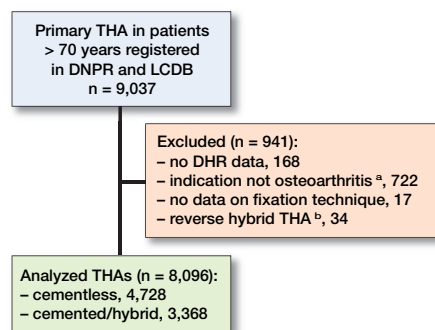 Primary THA in patients
> 70 years registered
in DNPR and LCDB
n = 9,037
Excluded (n = 941):
– no DHR data, 168
– indication not osteoarthritis ᵃ, 722
– no data on fixation technique, 17
– reverse hybrid THA ᵇ, 34
Analyzed THAs (n = 8,096):
– cementless, 4,728
– cemented/hybrid, 3,368